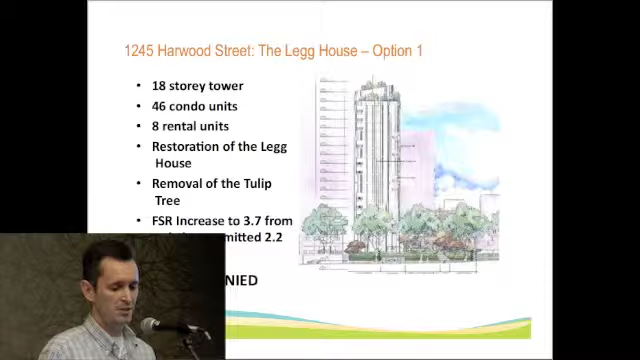 1245 Harwood Street: The Legg House – Option 1
• 18 storey tower
• 46 condo units
• 8 rental units
• Restoration of the Legg
House
• Removal of the Tulip
Tree
• FSR Increase to 3.7 from
mitted 2.2
NIED